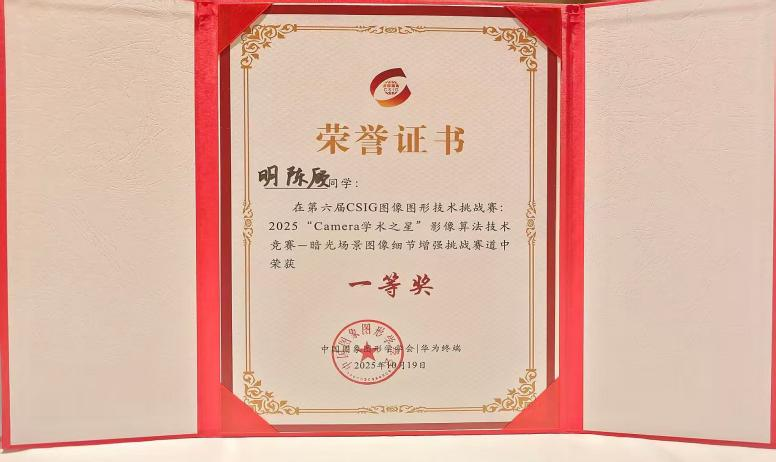 CSIG
荣誉证书
明陈颀同学：
在第六届CSIG图像图形技术挑战赛：
2025“Camera学术之星”影像算法技术
竞赛—暗光场景图像细节增强挑战赛道中
荣获
一等奖
中国图象图形学学会|华为终端
2025年10月19日